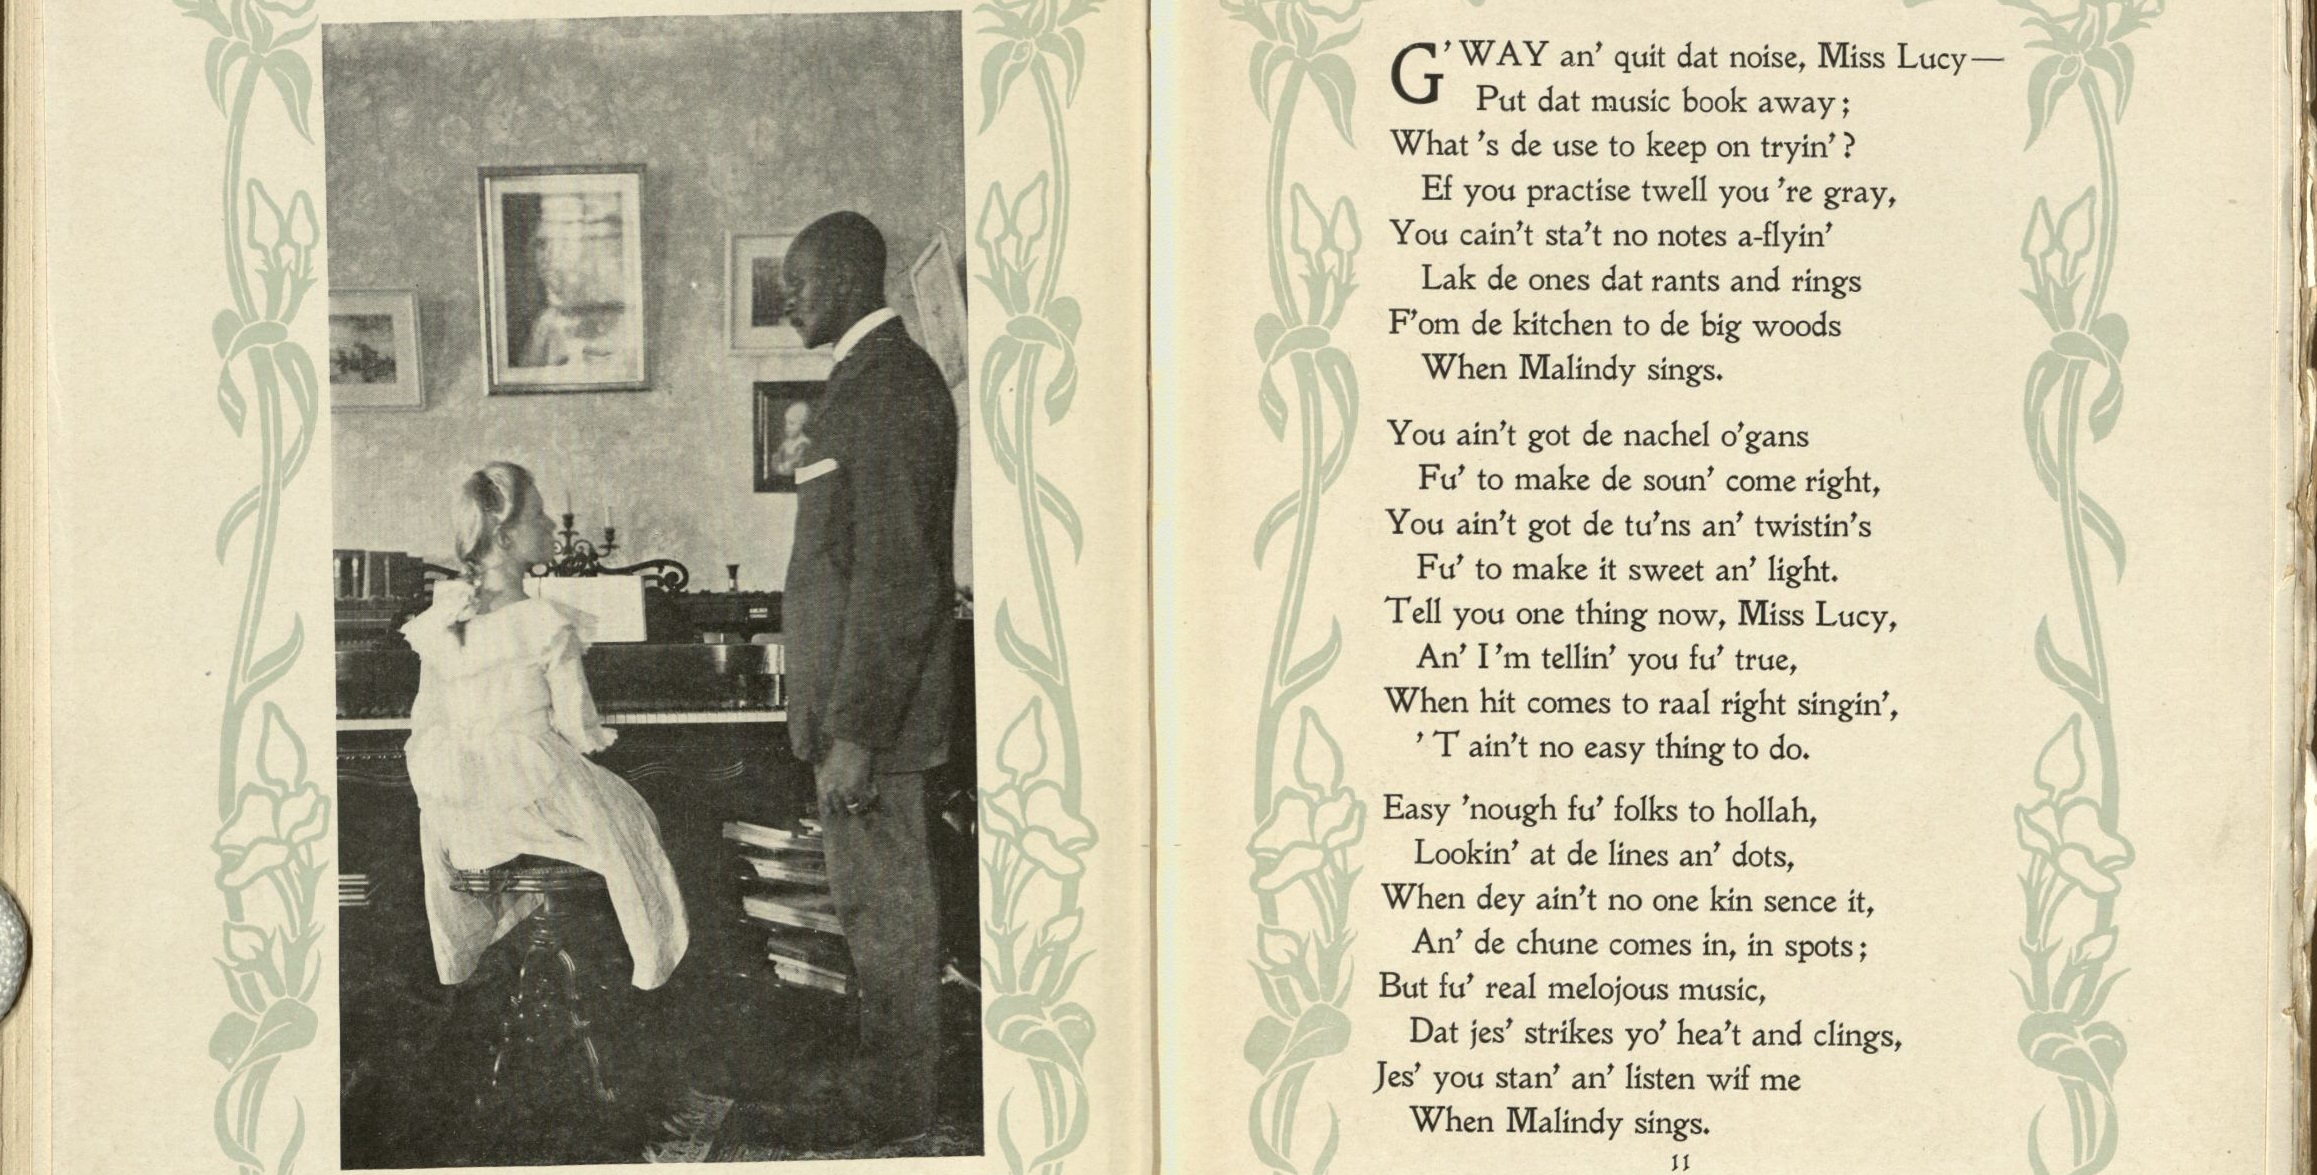 G'WAY an' quit dat noise, Miss Lucy—
Put dat music book away;
What 's de use to keep on tryin'?
Ef you practise twell you 're gray,
You cain't sta't no notes a-flyin'
Lak de ones dat rants and rings
F'om de kitchen to de big woods
When Malindy sings.
You ain't got de nachel o'gans
Fu' to make de soun' come right,
You ain't got de tu'ns an' twistin's
Fu' to make it sweet an' light.
Tell you one thing now, Miss Lucy,
An' I 'm tellin' you fu' true,
When hit comes to raal right singin',
'T ain't no easy thing to do.
Easy 'nough fu' folks to hollah,
Lookin' at de lines an' dots,
When dey ain't no one kin sence it,
An' de chune comes in, in spots;
But fu' real melojous music,
Dat jes' strikes yo' hea't and clings,
Jes' you stan' an' listen wif me
When Malindy sings.
11